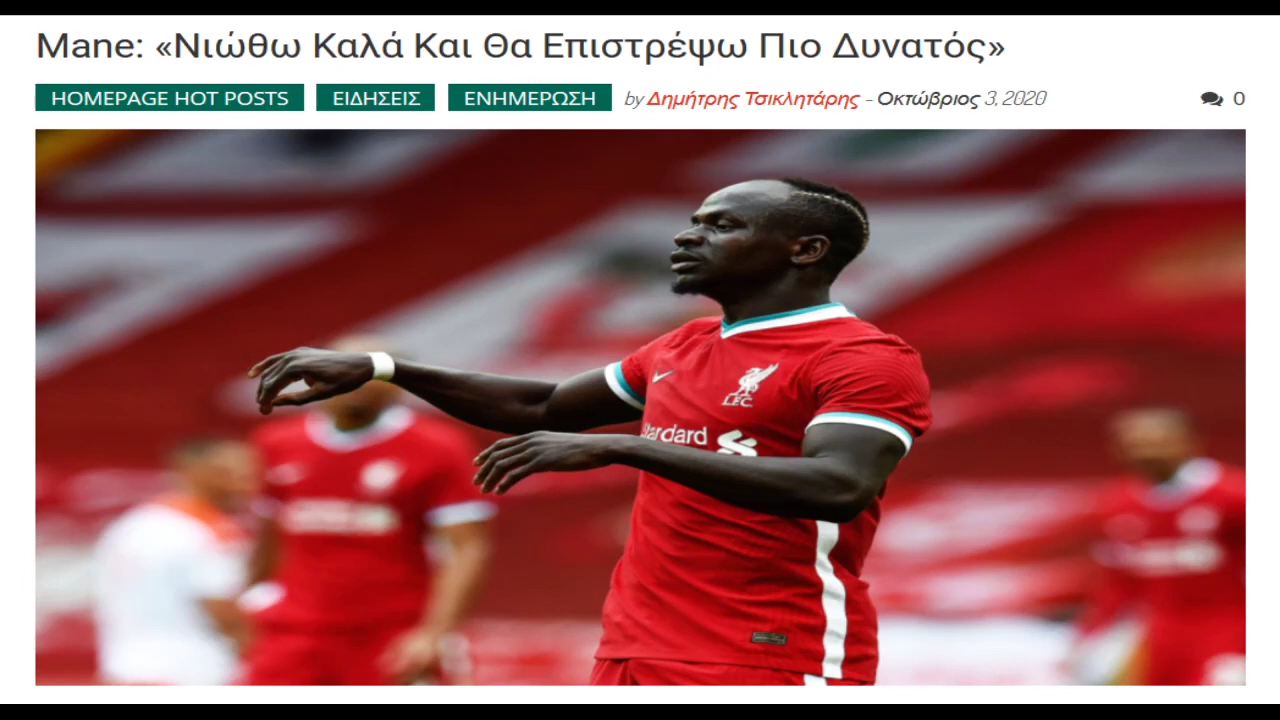 Mane: «Νιώθω Καλά Και Θα Επιστρέψω Πιο Δυνατός»
HOMEPAGE HOT POSTS ΕΙΔΗΣΕΙΣ ΕΝΗΜΕΡΩΣΗ by Δημήτρης Τσικλητάρης - Οκτώβριος 3, 2020 0
L.F.C.
tandard